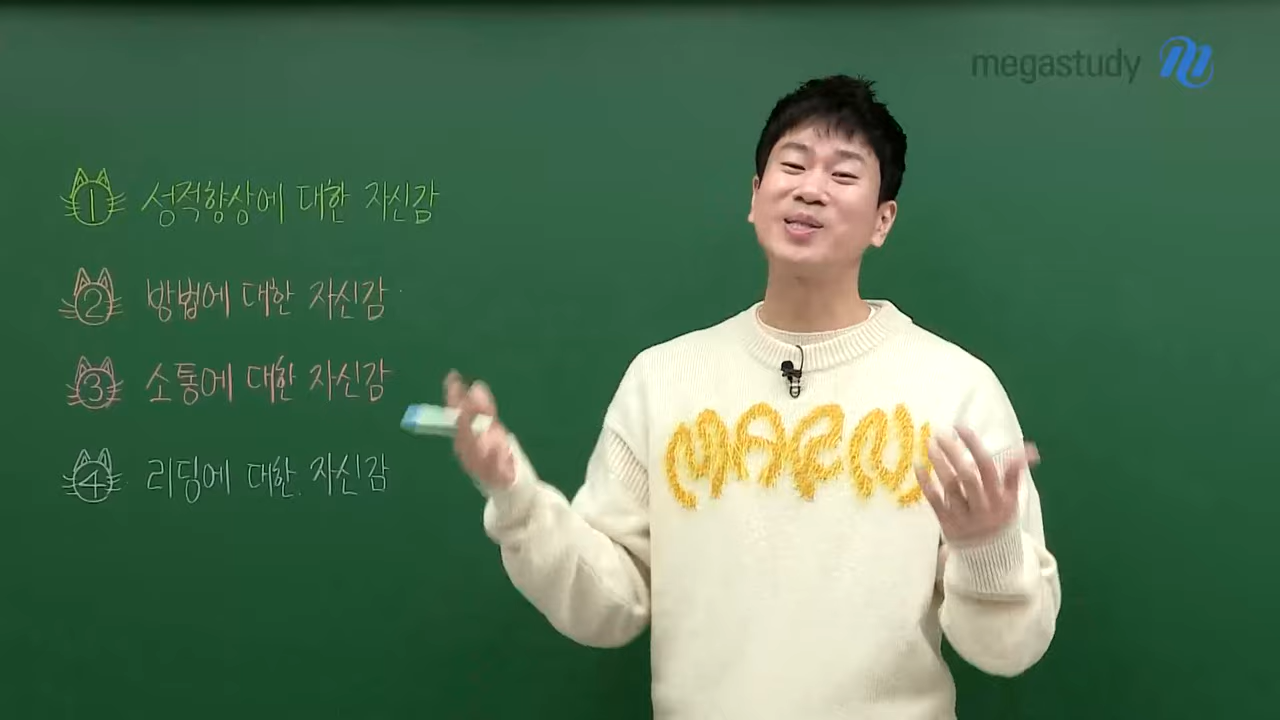 megastudy
① 성적향상에 대한 자신감
② 방법에 대한 자신감
③ 소통에 대한 자신감
④ 리딩에 대한 자신감